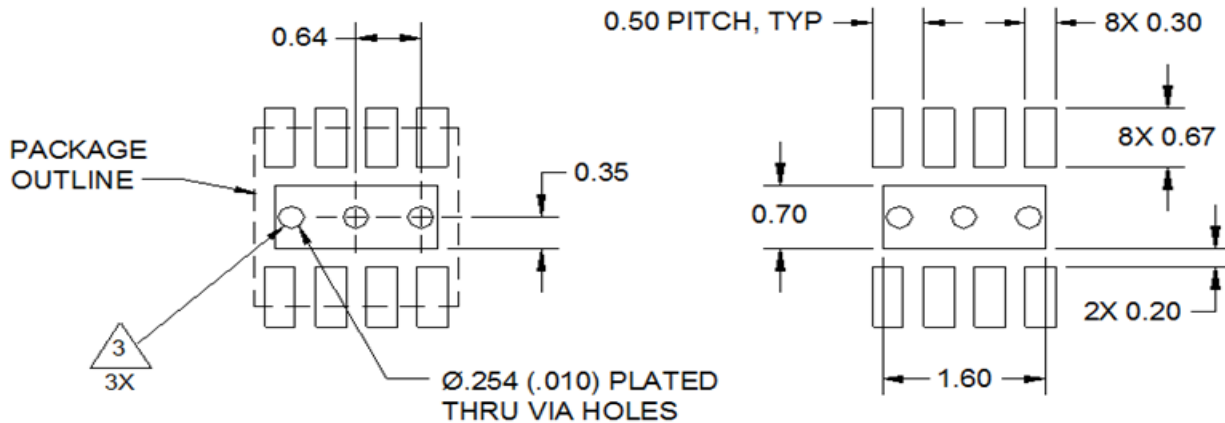 0.64
PACKAGE
OUTLINE
0.35
3
3X
Ø.254 (.010) PLATED
THRU VIA HOLES
0.50 PITCH, TYP
8X 0.30
8X 0.67
0.70
2X 0.20
1.60